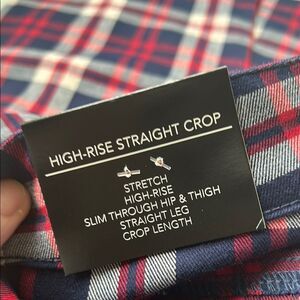 HIGH-RISE STRAIGHT CROP
STRETCH
HIGH-RISE
SLIM THROUGH HIP & THIGH
STRAIGHT LEG
CROP LENGTH